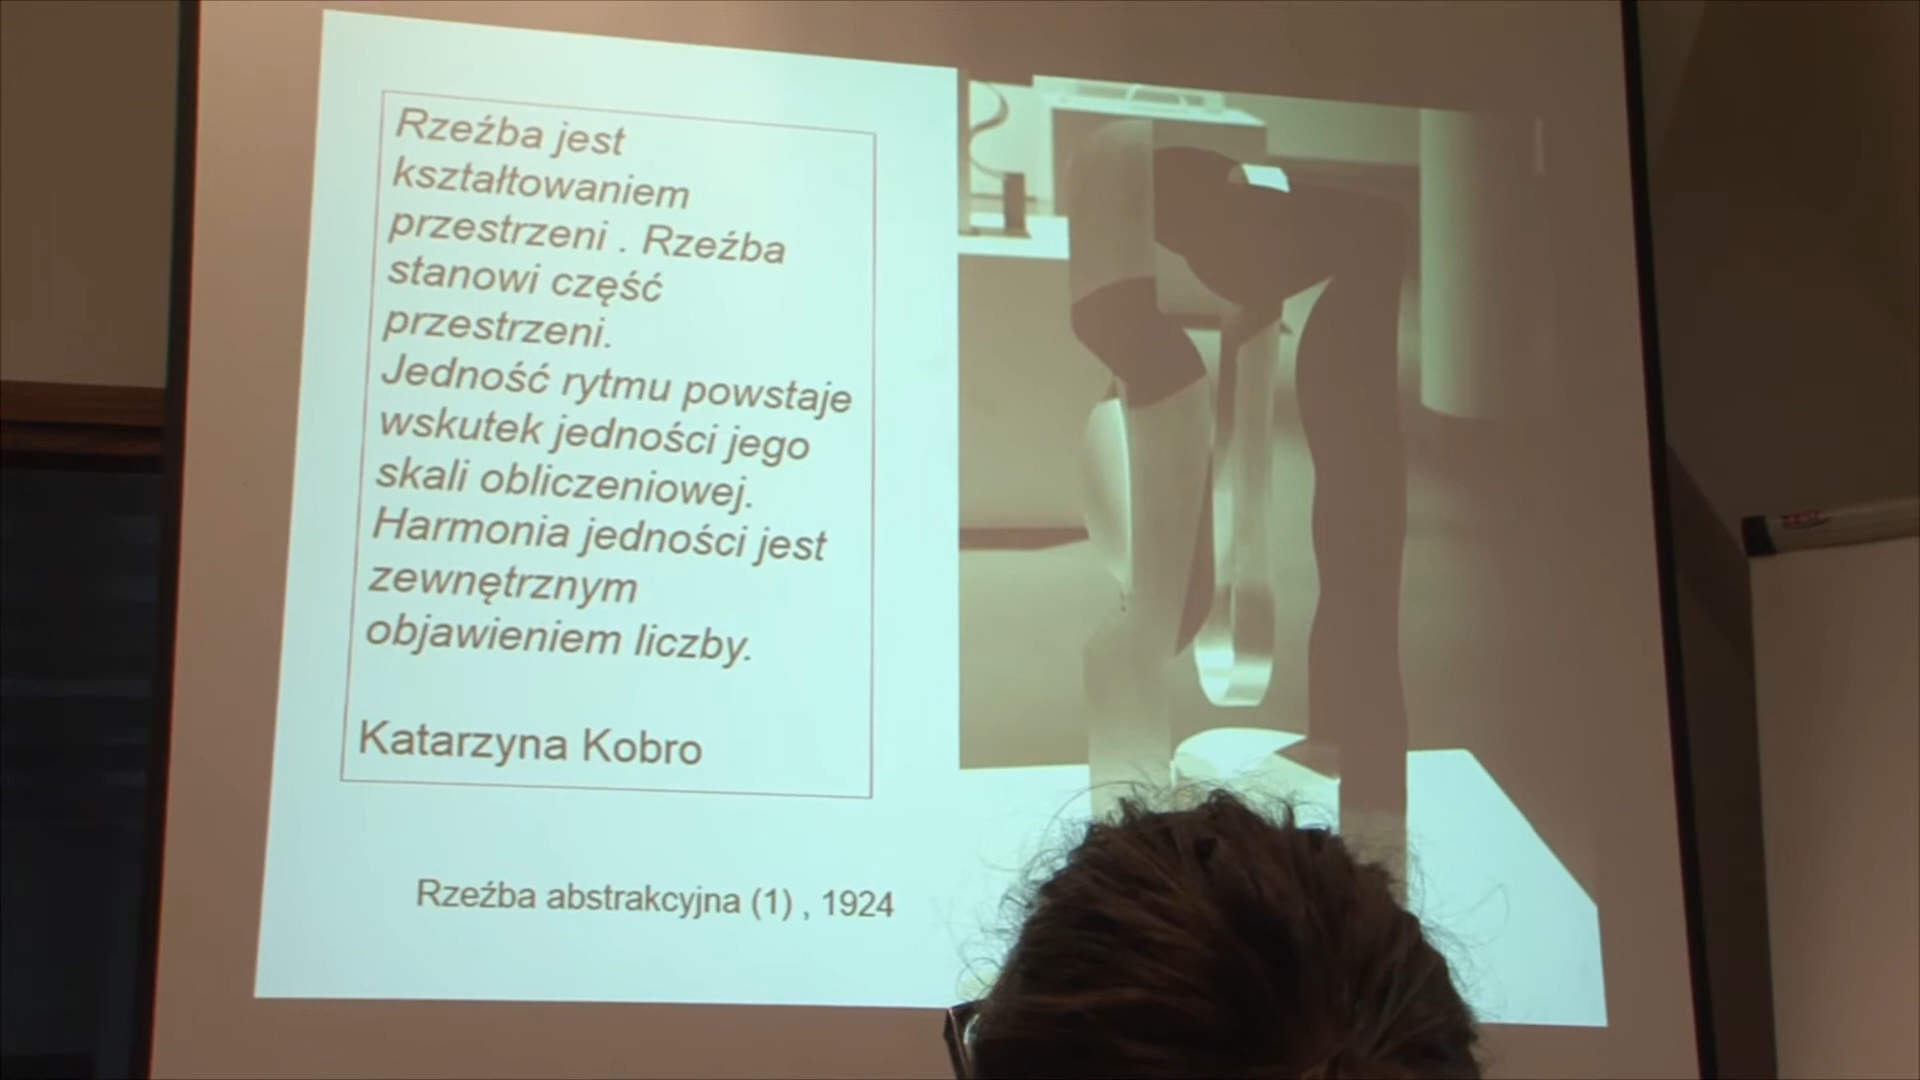 Rzeźba jest
kształtowaniem
przestrzeni . Rzeźba
stanowi część
przestrzeni.
Jedność rytmu powstaje
wskutek jedności jego
skali obliczeniowej.
Harmonia jedności jest
zewnętrznym
objawieniem liczby.
Katarzyna Kobro
Rzeźba abstrakcyjna (1) , 1924